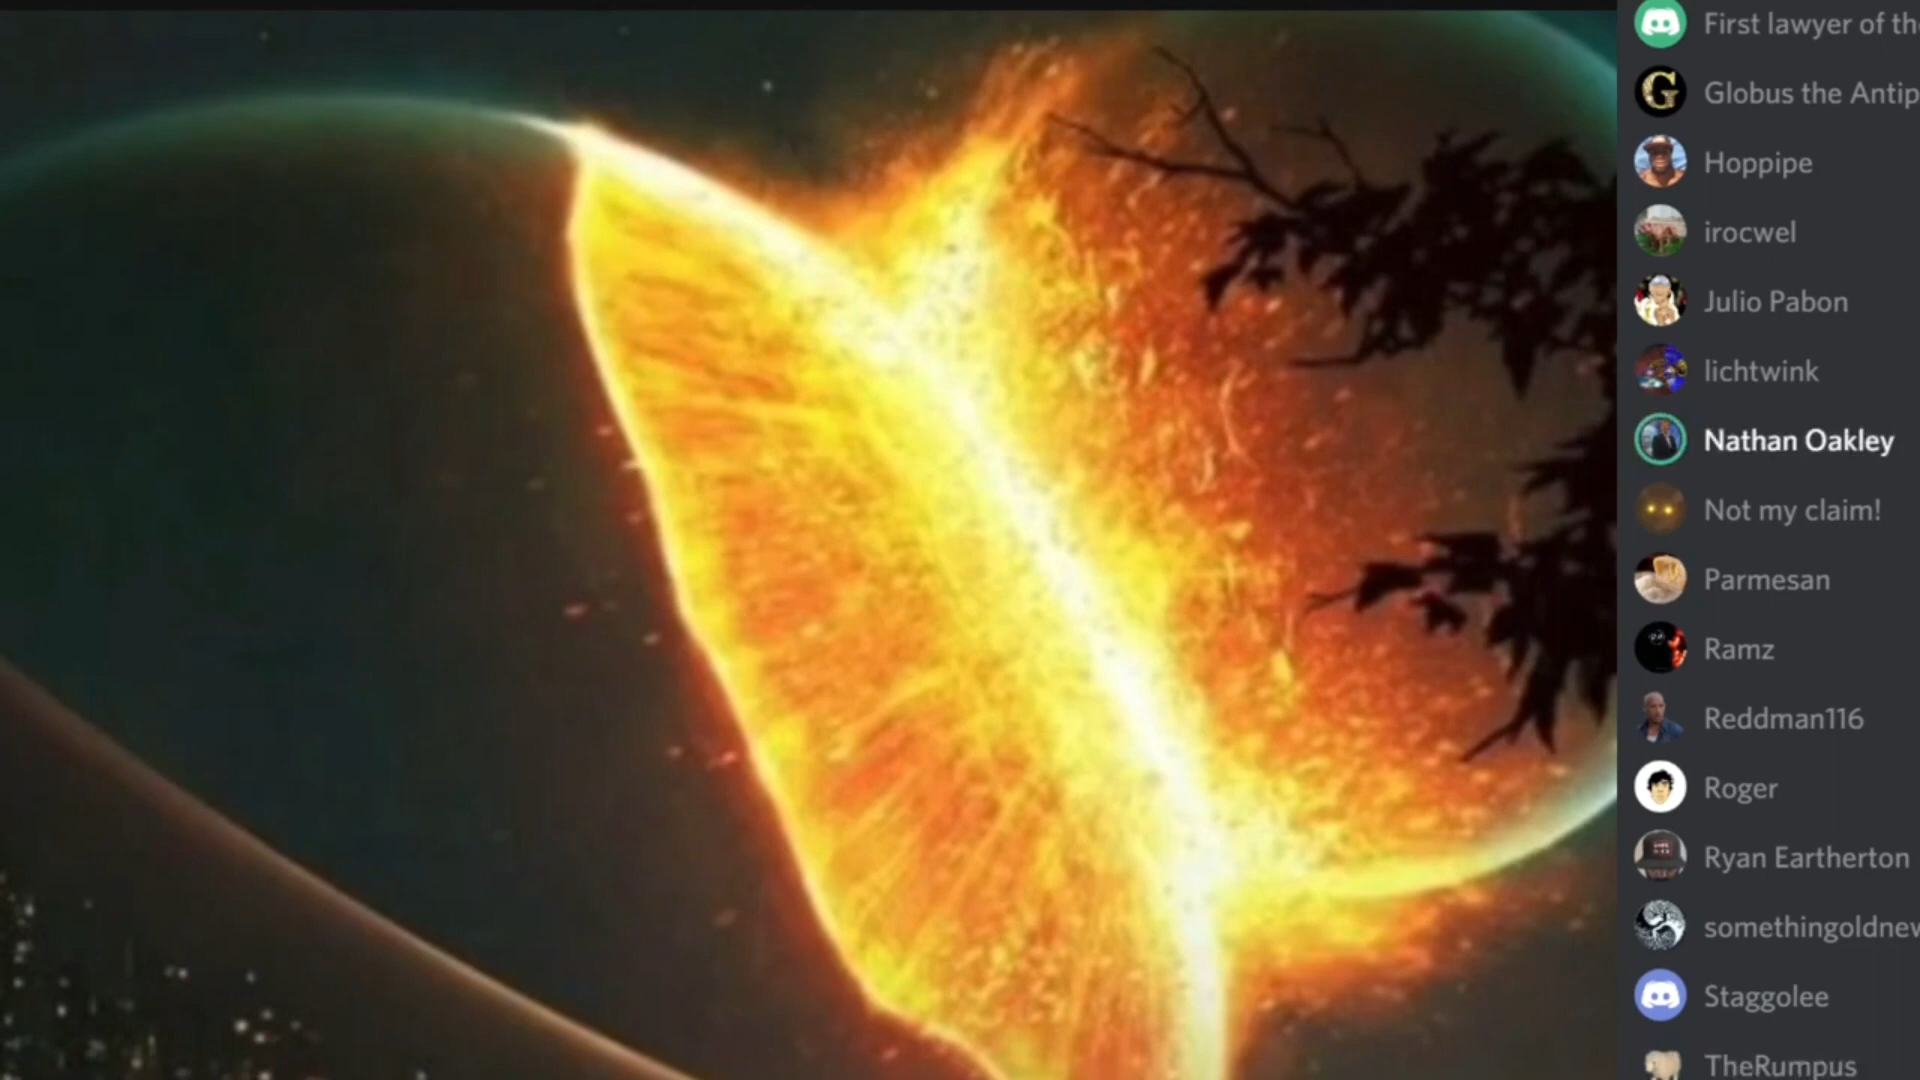 First lawyer of the
Globus the Antip
Hoppipe
irocwel
Julio Pabon
lichtwink
Nathan Oakley
Not my claim!
Parmesan
Ramz
Reddman116
Roger
Ryan Eartherton
somethingoldnew
Staggolee
TheRumpus